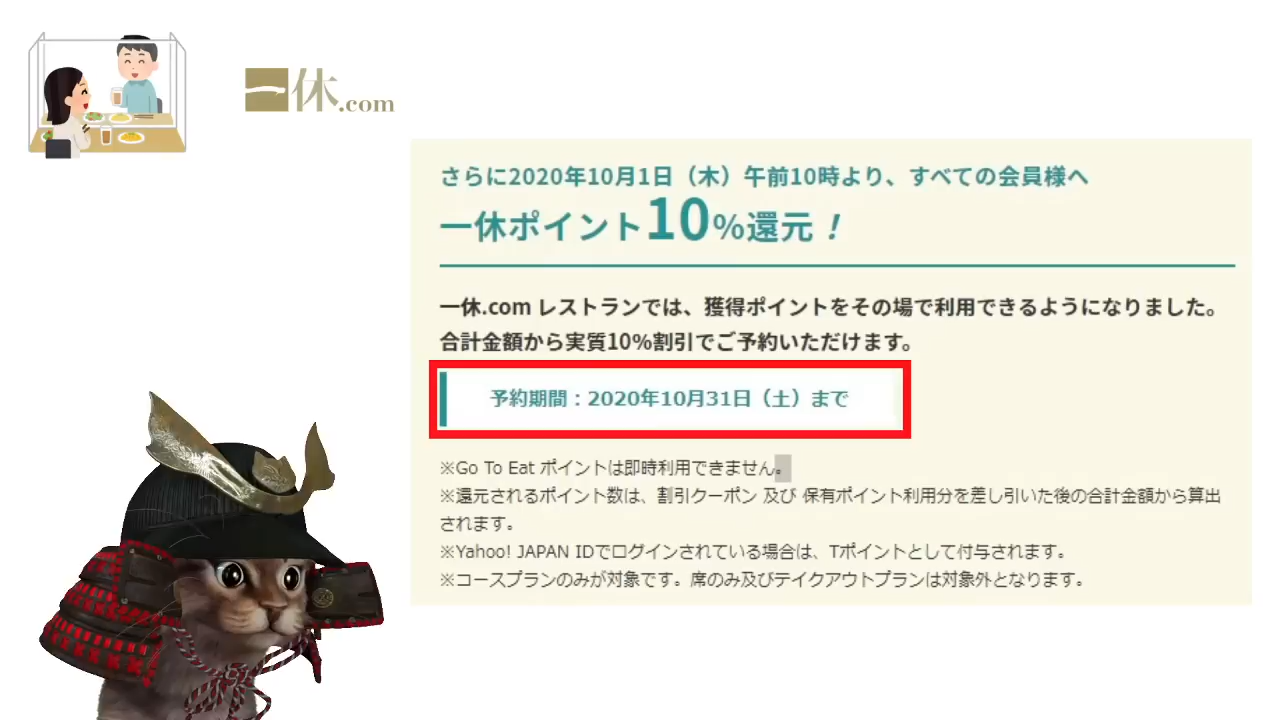 一休.com
さらに2020年10月1日（木）午前10時より、すべての会員様へ
一休ポイント10%還元！
一休.com レストランでは、獲得ポイントをその場で利用できるようになりました。
合計金額から実質10%割引でご予約いただけます。
予約期間：2020年10月31日（土）まで
※Go To Eat ポイントは即時利用できません。
※還元されるポイント数は、割引クーポン 及び 保有ポイント利用分を差し引いた後の合計金額から算出
されます。
※Yahoo! JAPAN IDでログインされている場合は、Tポイントとして付与されます。
※コースプランのみが対象です。席のみ及びテイクアウトプランは対象外となります。